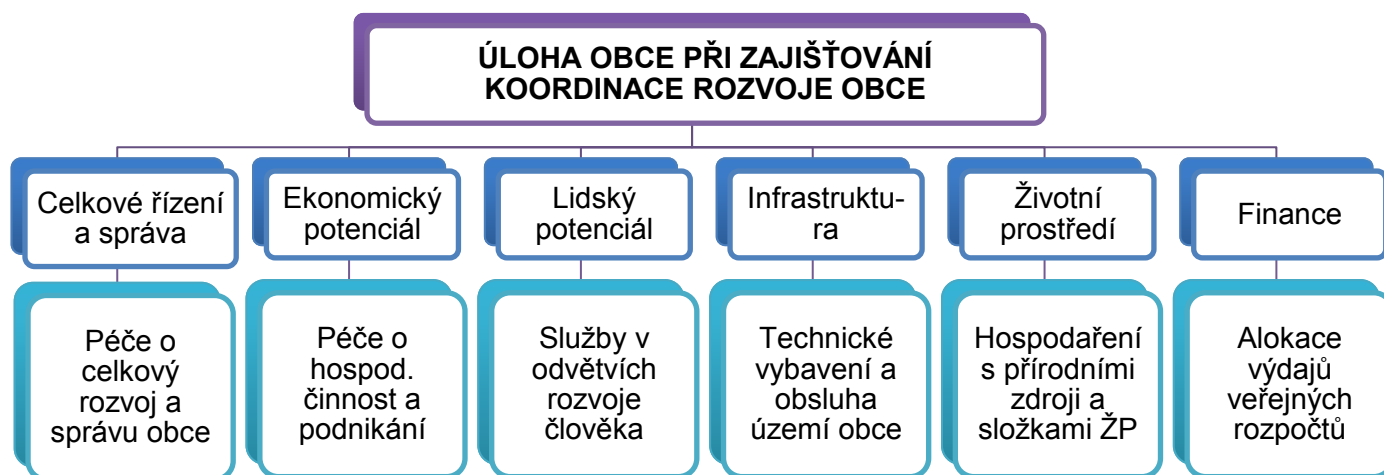 ÚLOHA OBCE PŘI ZAJIŠŤOVÁNÍ
KOORDINACE ROZVOJE OBCE
Celkové řízení
a správa
Ekonomický
potenciál
Lidský
potenciál
Infrastruktu-
ra
Životní
prostředí
Finance
Péče o
celkový
rozvoj a
správu obce
Péče o
hospod.
činnost a
podnikání
Služby v
odvětvích
rozvoje
člověka
Technické
vybavení a
obsluha
území obce
Hospodaření
s přírodními
zdroji a
složkami ŽP
Alokace
výdajů
veřejných
rozpočtů